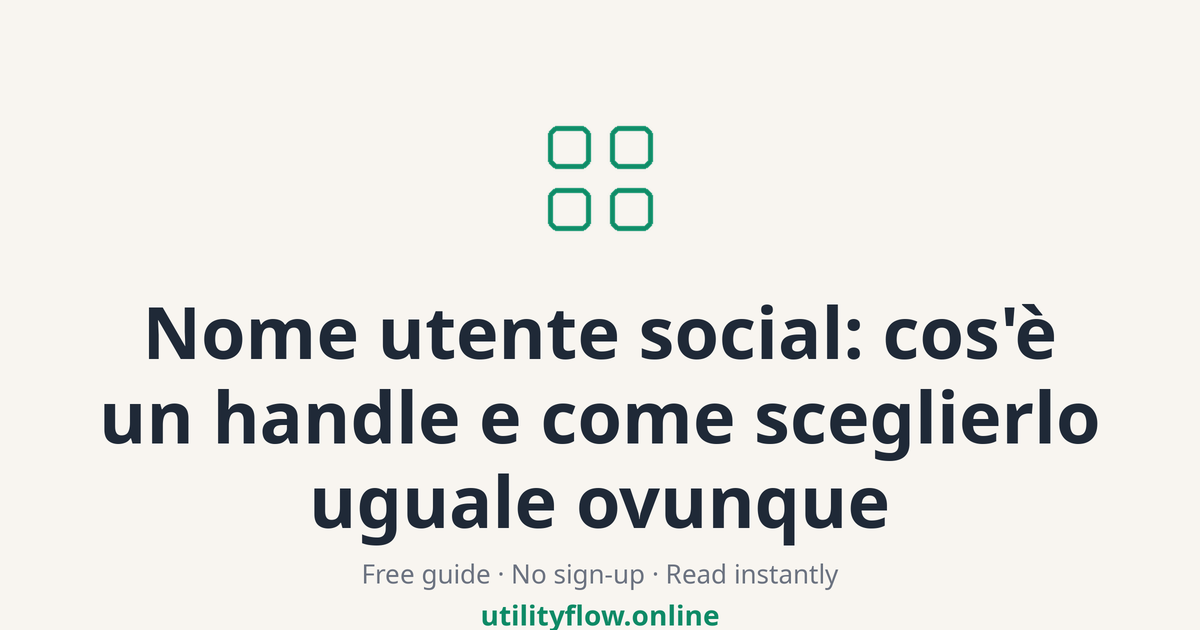 Nome utente social: cos'è
un handle e come sceglierlo
uguale ovunque
Free guide · No sign-up · Read instantly
utilityflow.online